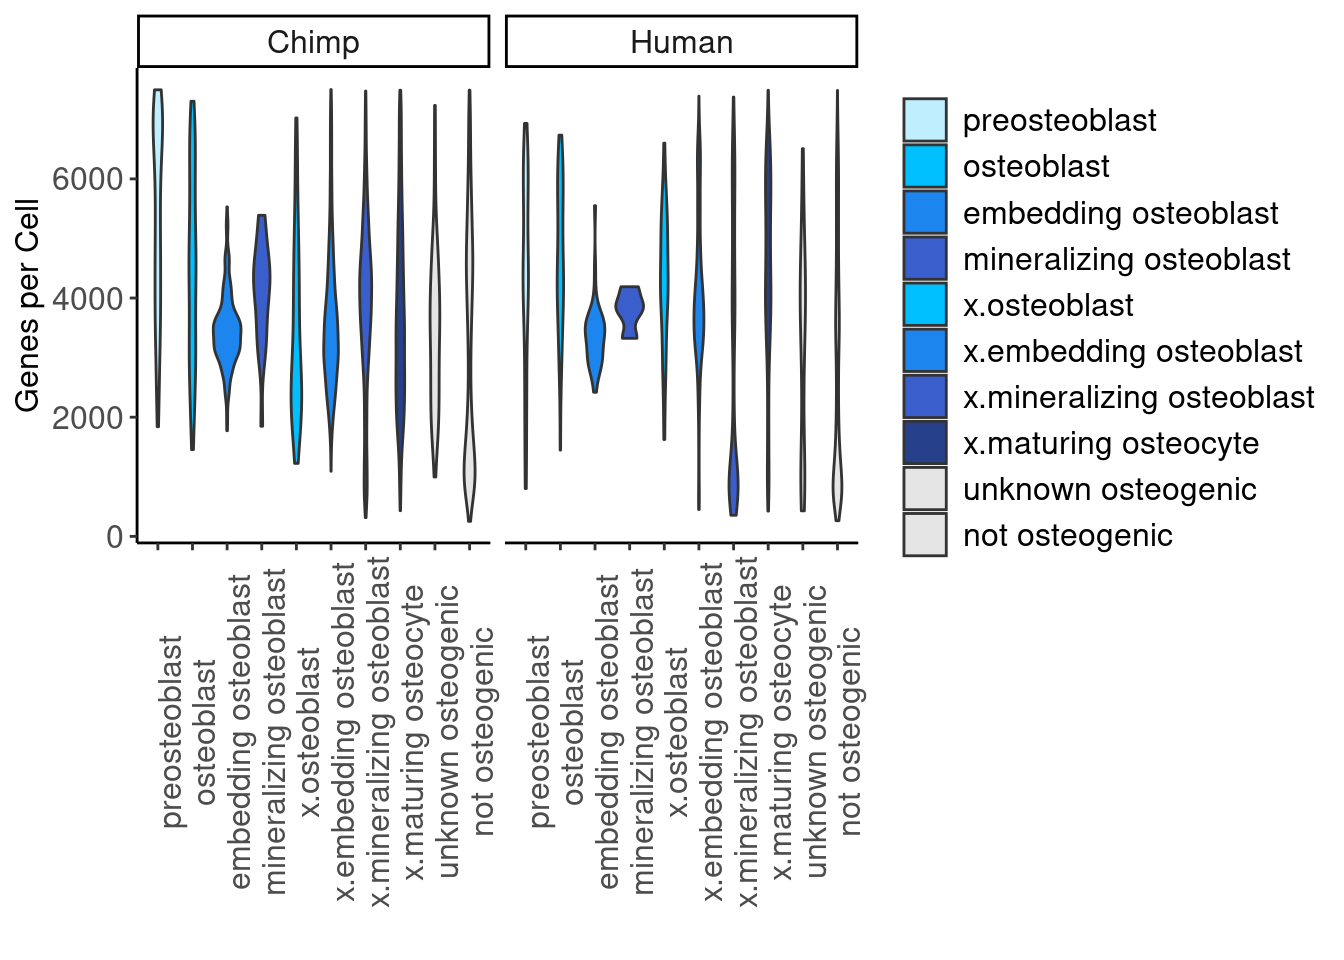 Chimp
Human
Genes per Cell
6000
4000
2000
0
preosteoblast
osteoblast
embedding osteoblast
mineralizing osteoblast
x.osteoblast
x.embedding osteoblast
x.mineralizing osteoblast
x.maturing osteocyte
unknown osteogenic
not osteogenic
preosteoblast
osteoblast
embedding osteoblast
mineralizing osteoblast
x.osteoblast
x.embedding osteoblast
x.mineralizing osteoblast
x.maturing osteocyte
unknown osteogenic
not osteogenic
preosteoblast
osteoblast
embedding osteoblast
mineralizing osteoblast
x.osteoblast
x.embedding osteoblast
x.mineralizing osteoblast
x.maturing osteocyte
unknown osteogenic
not osteogenic